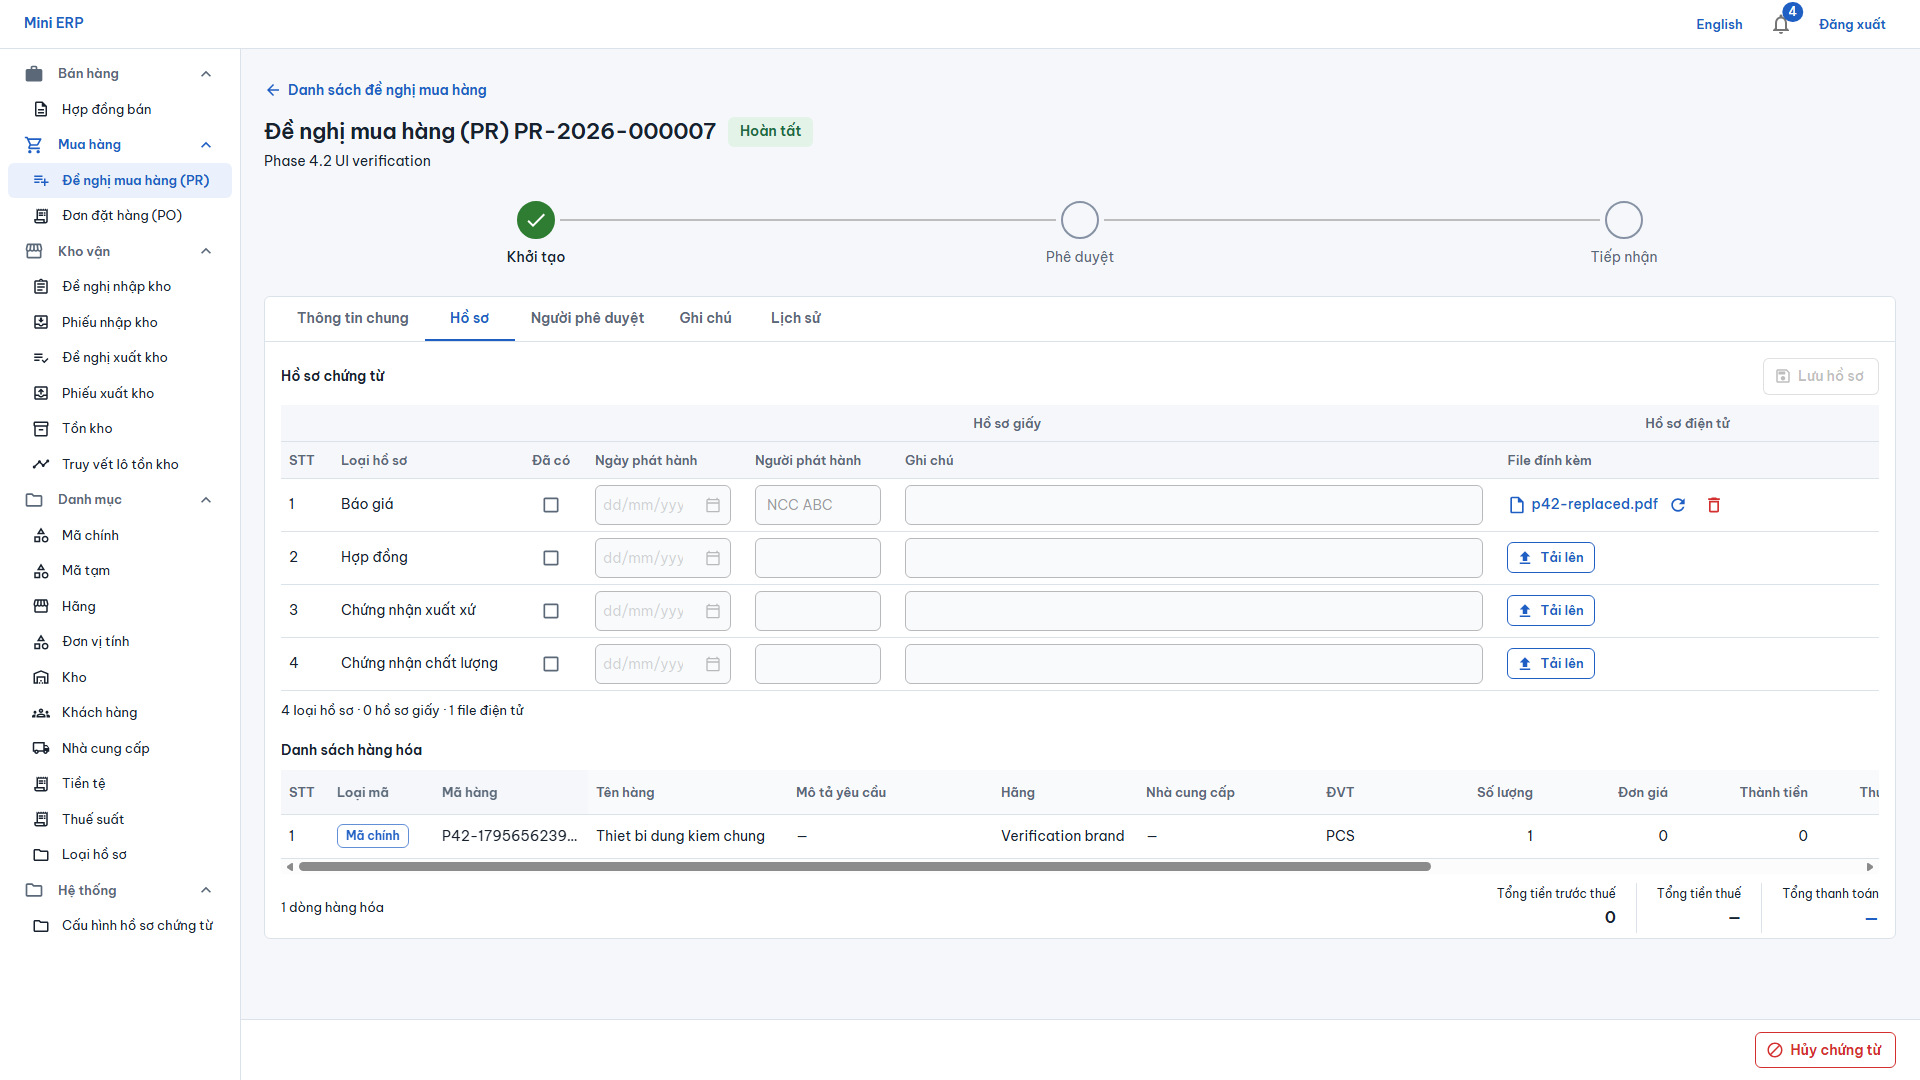 Mini ERP
English
4
Đăng xuất
Bán hàng
Hợp đồng bán
Mua hàng
Đề nghị mua hàng (PR)
Đơn đặt hàng (PO)
Kho vận
Đề nghị nhập kho
Phiếu nhập kho
Đề nghị xuất kho
Phiếu xuất kho
Tồn kho
Truy vết lô tồn kho
Danh mục
Mã chính
Mã tạm
Hãng
Đơn vị tính
Kho
Khách hàng
Nhà cung cấp
Tiền tệ
Thuế suất
Loại hồ sơ
Hệ thống
Cấu hình hồ sơ chứng từ
Danh sách đề nghị mua hàng
Đề nghị mua hàng (PR) PR-2026-000007 Hoàn tất
Phase 4.2 UI verification
Khởi tạo Phê duyệt Tiếp nhận
Thông tin chung Hồ sơ Người phê duyệt Ghi chú Lịch sử
Hồ sơ chứng từ Lưu hồ sơ
Hồ sơ giấy Hồ sơ điện tử
STT Loại hồ sơ Đã có Ngày phát hành Người phát hành Ghi chú File đính kèm
1 Báo giá dd/mm/yyy NCC ABC p42-replaced.pdf
2 Hợp đồng dd/mm/yyy Tải lên
3 Chứng nhận xuất xứ dd/mm/yyy Tải lên
4 Chứng nhận chất lượng dd/mm/yyy Tải lên
4 loại hồ sơ · 0 hồ sơ giấy · 1 file điện tử
Danh sách hàng hóa
STT Loại mã Mã hàng Tên hàng Mô tả yêu cầu Hãng Nhà cung cấp ĐVT Số lượng Đơn giá Thành tiền Thu
1 Mã chính P42-1795656239... Thiet bi dung kiem chung — Verification brand — PCS 1 0 0
1 dòng hàng hóa
Tổng tiền trước thuế Tổng tiền thuế Tổng thanh toán
0 — —
Hủy chứng từ